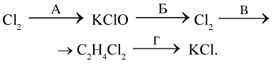 Cl₂ —А→ KClO —Б→ Cl₂ —В→
→ C₂H₄Cl₂ —Г→ KCl.